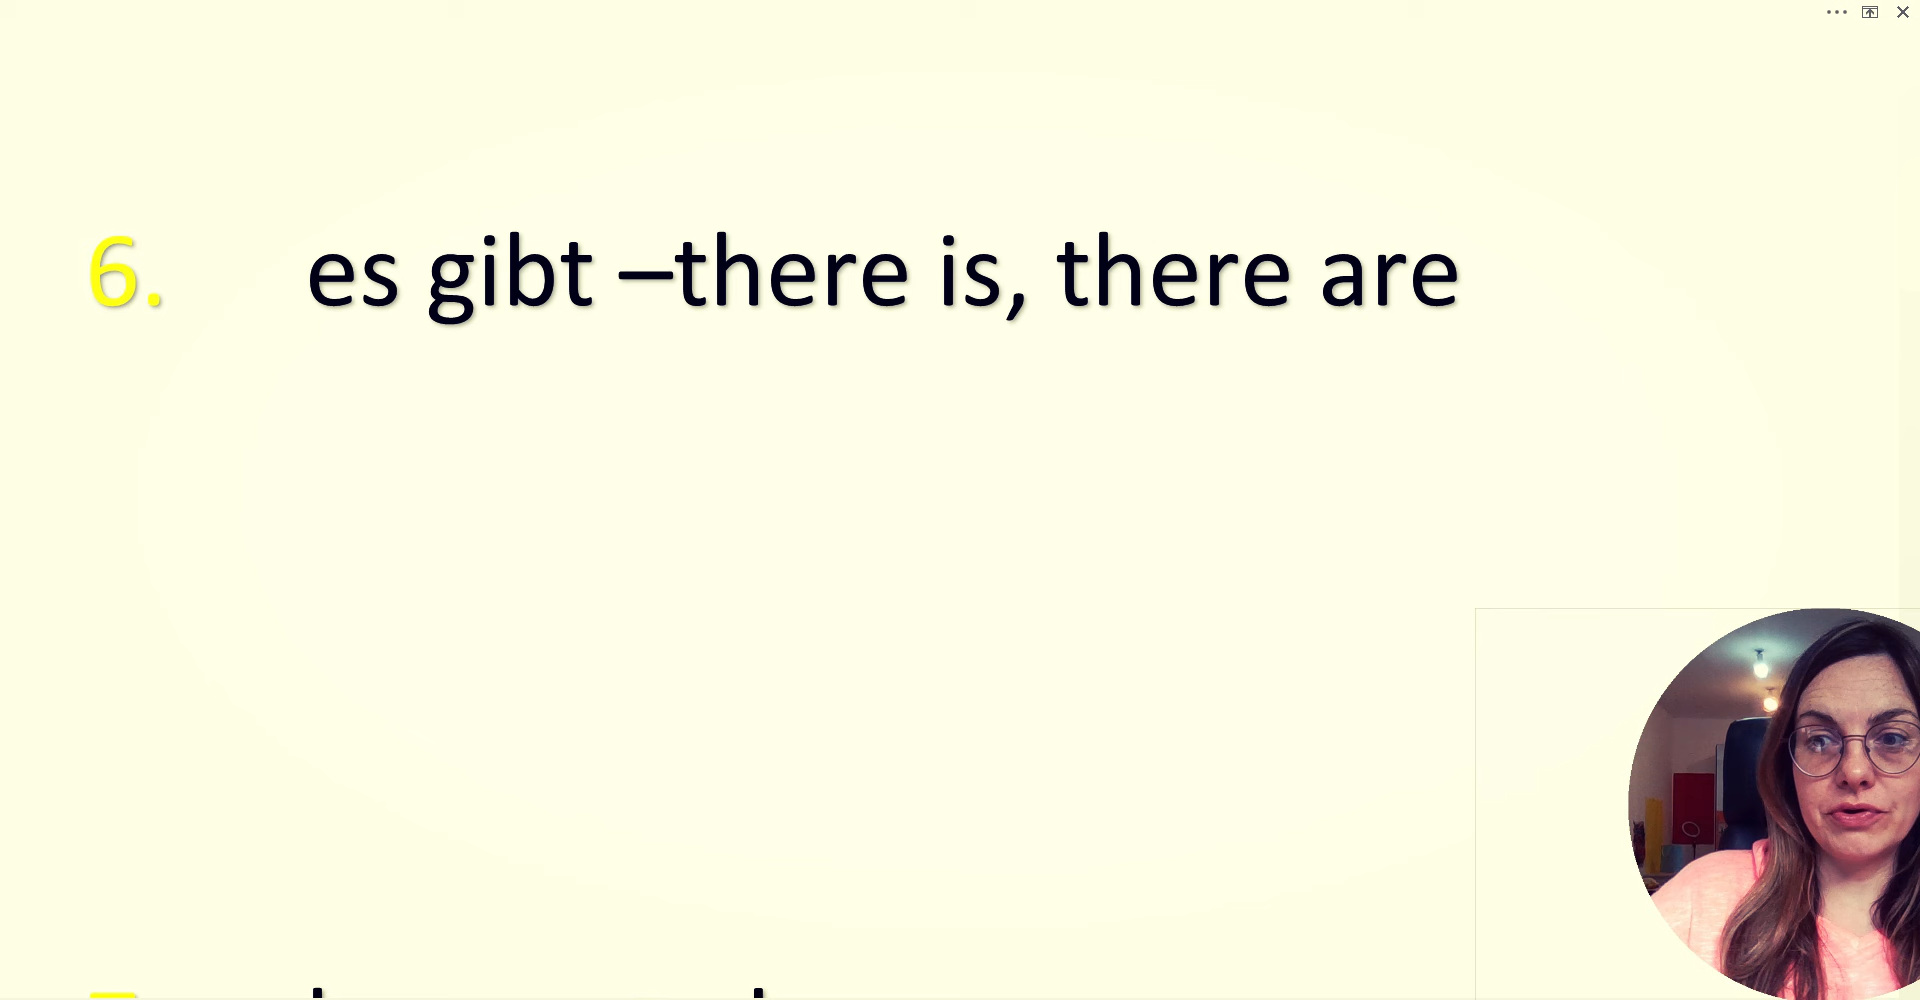 6. es gibt –there is, there are